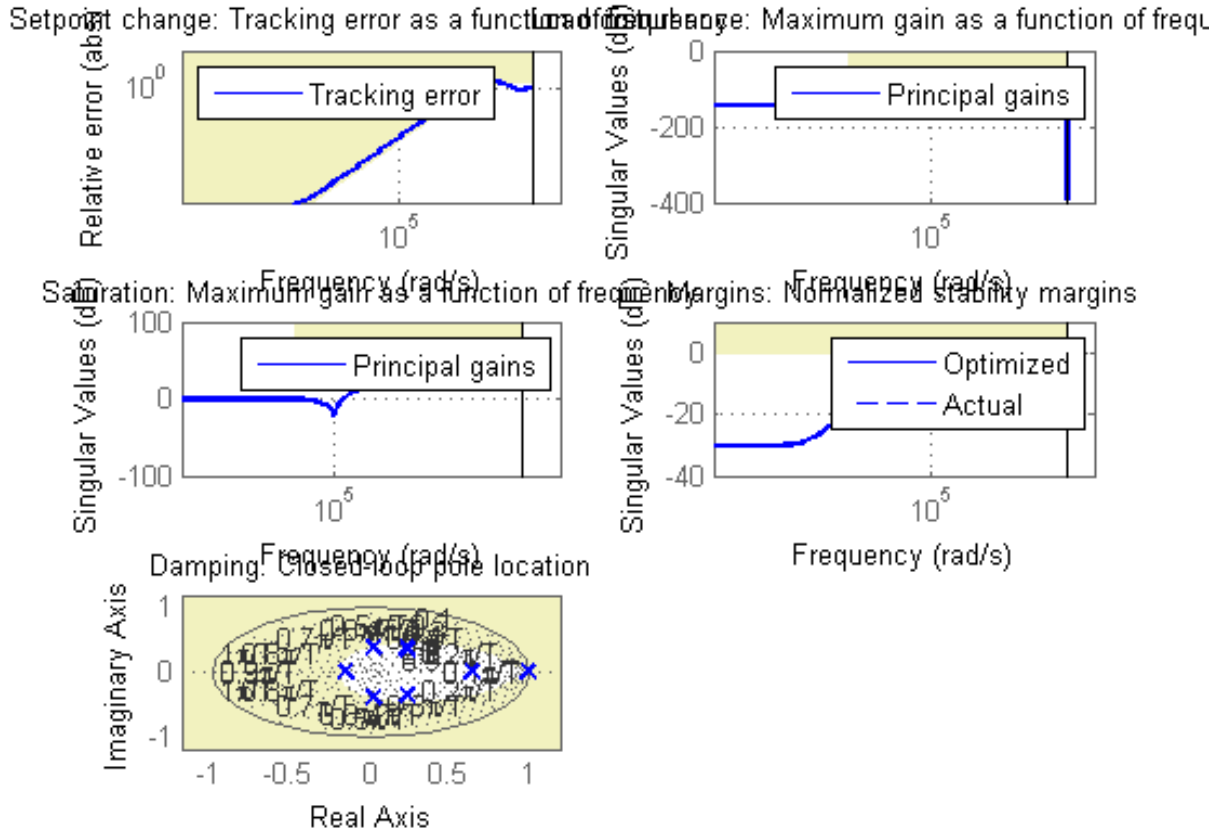 Setpoint change: Tracking error as a function of frequency
Load disturbance: Maximum gain as a function of frequ
Relative error (abs)
10^0
Tracking error
10^5
Frequency (rad/s)
Singular Values (dB)
0
-200
-400
Principal gains
10^5
Frequency (rad/s)
Saturation: Maximum gain as a function of frequency
Singular Values (dB)
100
0
-100
Principal gains
10^5
Frequency (rad/s)
Margins: Normalized stability margins
Singular Values (dB)
0
-20
-40
Optimized
Actual
10^5
Frequency (rad/s)
Damping: Closed-loop pole location
Imaginary Axis
1
0
-1
-1 -0.5 0 0.5 1
Real Axis